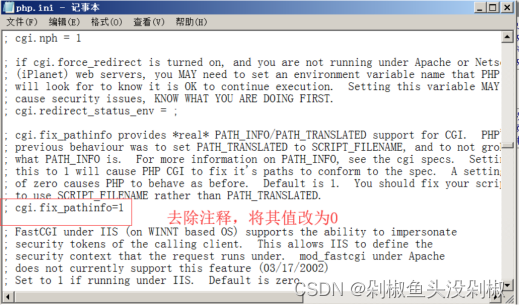 php.ini - 记事本
文件(F) 编辑(E) 格式(O) 查看(V) 帮助(H)
; cgi.nph = 1
; if cgi.force_redirect is turned on, and you are not running under Apache or Netsc
; (iPlanet) web servers, you MAY need to set an environment variable name that PHP
; will look for to know it is OK to continue execution. Setting this variable MAY
; cause security issues, KNOW WHAT YOU ARE DOING FIRST.
; cgi.redirect_status_env = ;
; cgi.fix_pathinfo provides *real* PATH_INFO/PATH_TRANSLATED support for CGI. PHP'
; previous behaviour was to set PATH_TRANSLATED to SCRIPT_FILENAME, and to not grok
; what PATH_INFO is. For more information on PATH_INFO, see the cgi specs. Settin
; this to 1 will cause PHP CGI to fix it's paths to conform to the spec. A setting
; of zero causes PHP to behave as before. Default is 1. You should fix your scrip
; to use SCRIPT_FILENAME rather than PATH_TRANSLATED.
cgi.fix_pathinfo=1
去除注释，将其值改为0
; FastCGI under IIS (on WINNT based OS) supports the ability to impersonate
; security tokens of the calling client. This allows IIS to define the
; security context that the request runs under. mod_fastcgi under Apache
; does not currently support this feature (03/17/2002)
; Set to 1 if running under IIS. Default is zero.
CSDN @剁椒鱼头没剁椒